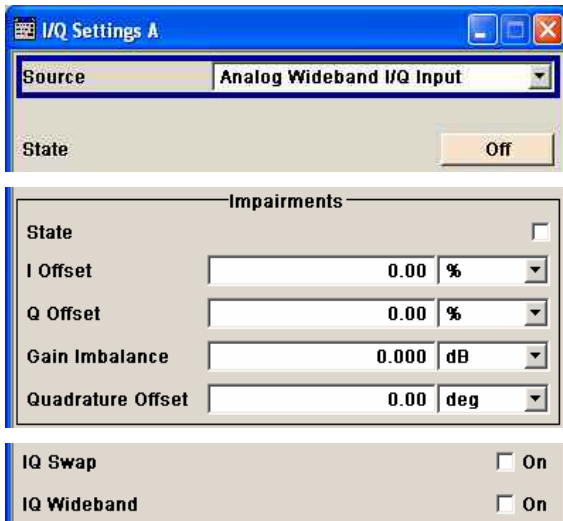 I/Q Settings A
Source Analog Wideband I/Q Input
State Off
Impairments
State
I Offset 0.00 %
Q Offset 0.00 %
Gain Imbalance 0.000 dB
Quadrature Offset 0.00 deg
IQ Swap On
IQ Wideband On